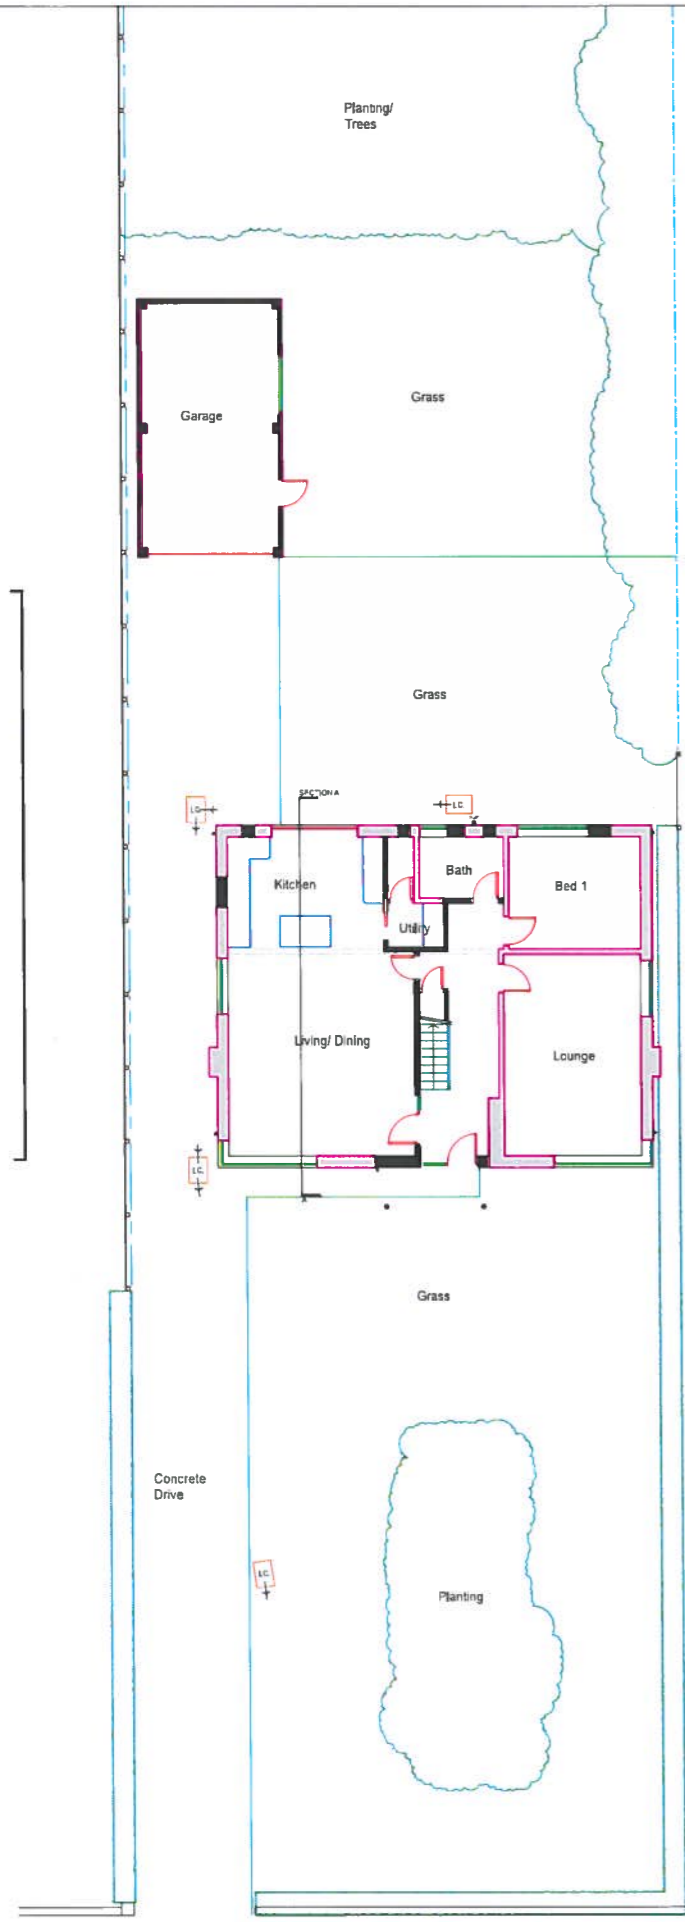 Planting/
Trees
Garage
Grass
Grass
SECTION A
LC
LC
Kitchen
Bath
Bed 1
Utility
Living/ Dining
Lounge
LC
Grass
Concrete
Drive
LC
Planting